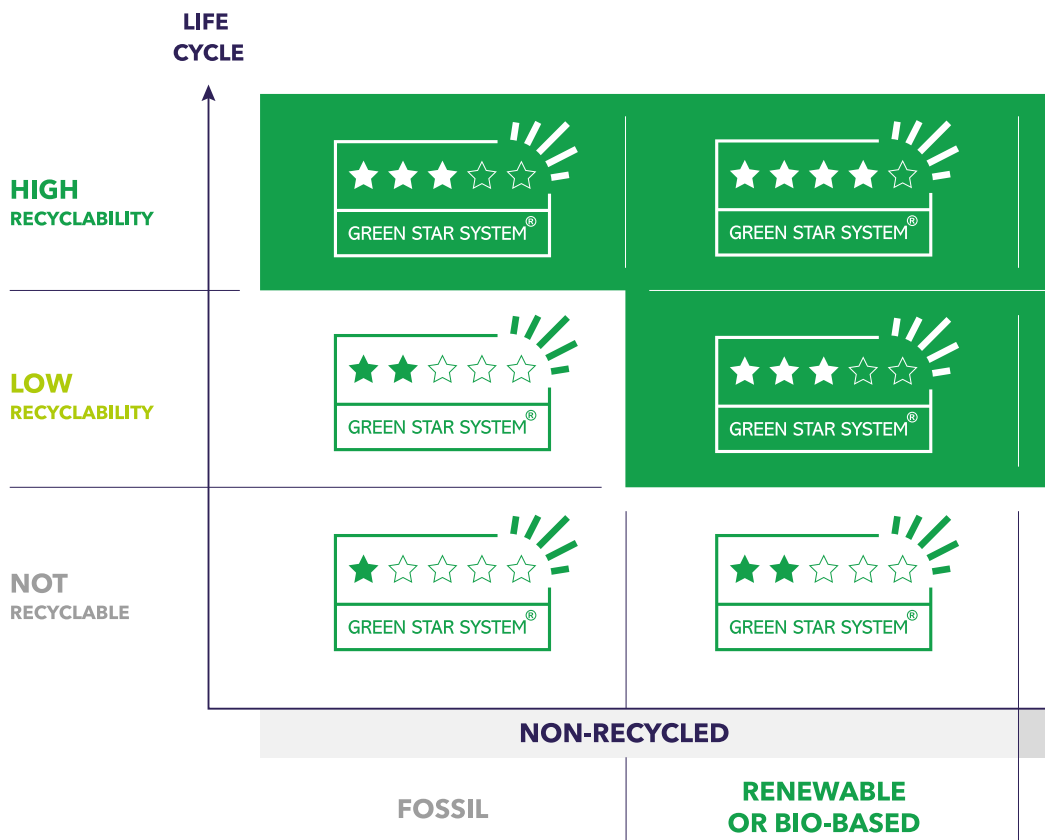 LIFE
CYCLE
HIGH
RECYCLABILITY
GREEN STAR SYSTEM®
GREEN STAR SYSTEM®
LOW
RECYCLABILITY
GREEN STAR SYSTEM®
GREEN STAR SYSTEM®
NOT
RECYCLABLE
GREEN STAR SYSTEM®
GREEN STAR SYSTEM®
NON-RECYCLED
FOSSIL
RENEWABLE
OR BIO-BASED